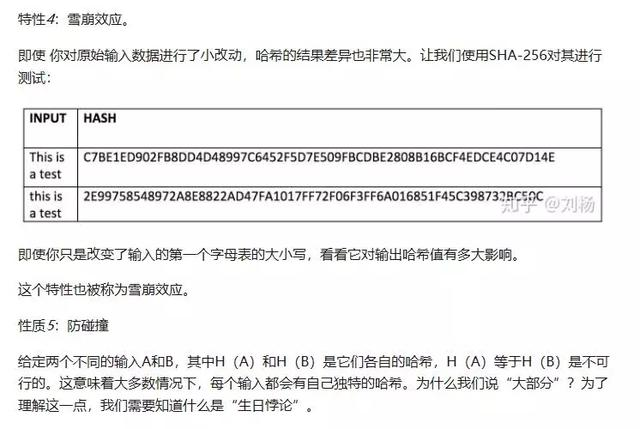 特性4：雪崩效应。
即使 你对原始输入数据进行了小改动，哈希的结果差异也非常大。让我们使用SHA-256对其进行
测试：
INPUT HASH
This is C7BE1ED902FB8DD4D48997C6452F5D7E509FBCDBE2808B16BCF4EDCE4C07D14E
a test
this is 2E99758548972A8E8822AD47FA1017FF72F06F3FF6A016851F45C398732BC50C
a test
知乎 @刘杨
即使你只是改变了输入的第一个字母表的大小写，看看它对输出哈希值有多大影响。
这个特性也被称为雪崩效应。
性质5：防碰撞
给定两个不同的输入A和B，其中H（A）和H（B）是它们各自的哈希，H（A）等于H（B）是不可
行的。这意味着大多数情况下，每个输入都会有自己独特的哈希。为什么我们说“大部分”？为了
理解这一点，我们需要知道什么是“生日悖论”。